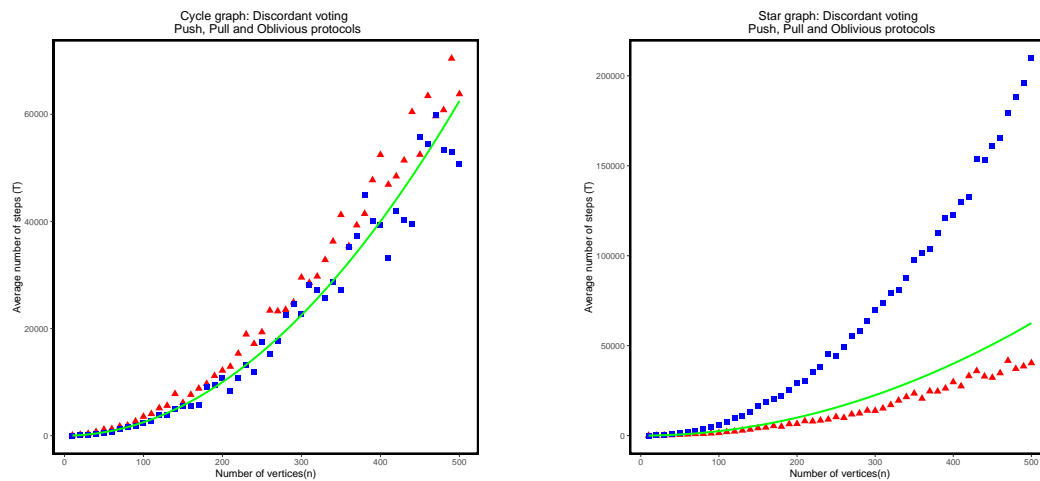 Cycle graph: Discordant voting
Push, Pull and Oblivious protocols
Average number of steps (T)
60000
40000
20000
0
0 100 200 300 400 500
Number of vertices(n)
Star graph: Discordant voting
Push, Pull and Oblivious protocols
Average number of steps (T)
200000
150000
100000
50000
0
0 100 200 300 400 500
Number of vertices(n)